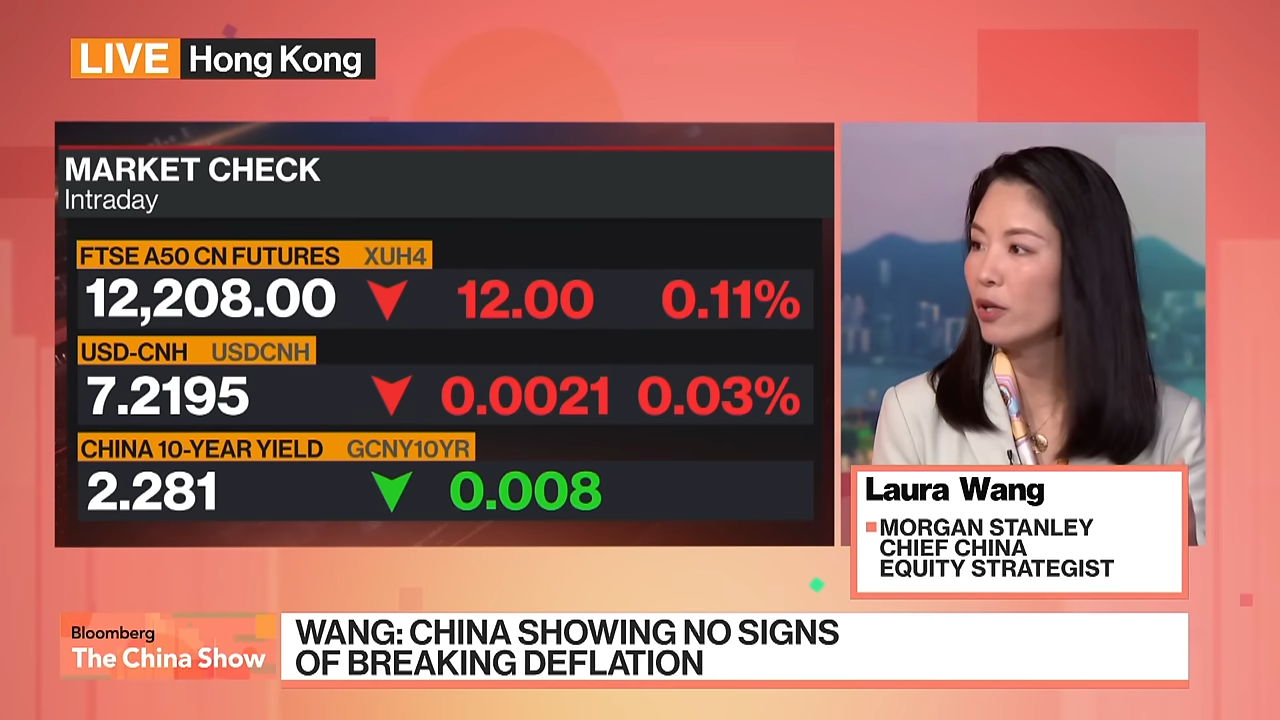 LIVE Hong Kong
MARKET CHECK
Intraday
FTSE A50 CN FUTURES XUH4
12,208.00 12.00 0.11%
USD-CNH USDCNH
7.2195 0.0021 0.03%
CHINA 10-YEAR YIELD GCNY10YR
2.281 0.008
Laura Wang
MORGAN STANLEY
CHIEF CHINA
EQUITY STRATEGIST
Bloomberg
The China Show
WANG: CHINA SHOWING NO SIGNS
OF BREAKING DEFLATION